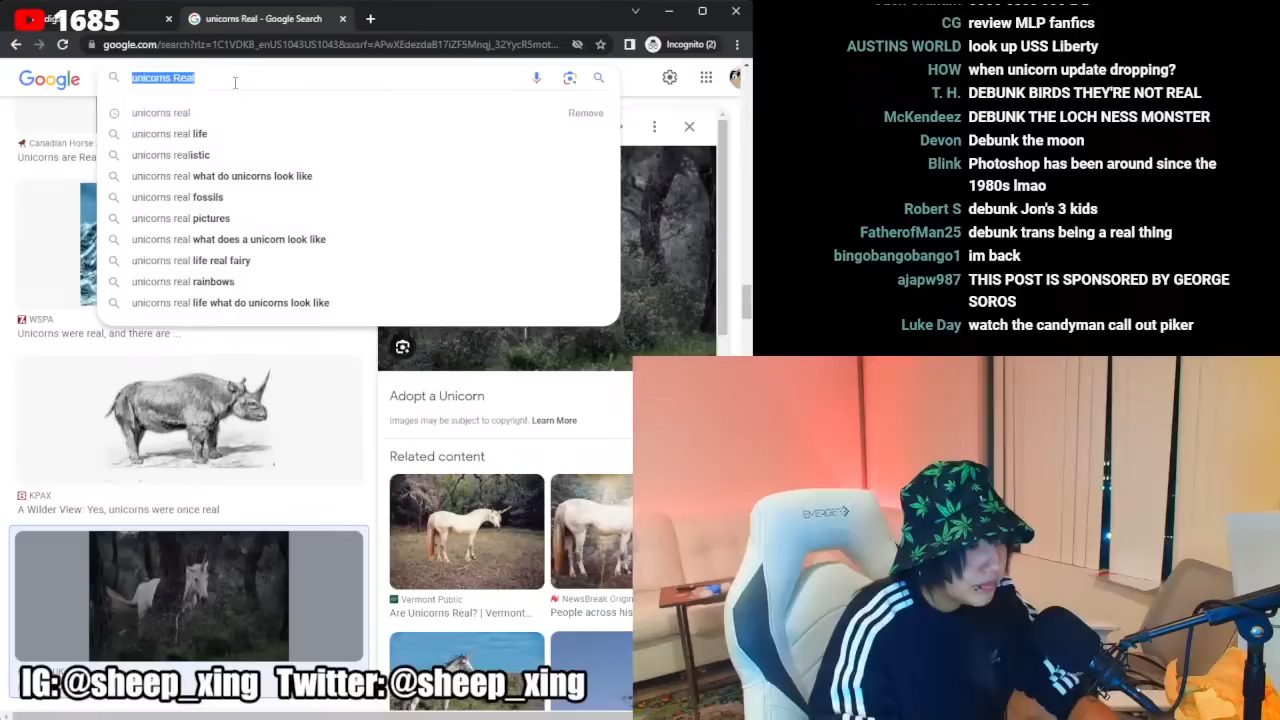 1685
unicorns Real - Google Search
google.com/search?rlz=1C1VDKB_enUS1043US1043&sxsrf=APwXEdezdaB17iZF5Mnqj_32YycR5mot...
Incognito (2)
Google
unicorns Real
unicorns real
Remove
unicorns real life
unicorns realistic
unicorns real what do unicorns look like
unicorns real fossils
unicorns real pictures
unicorns real what does a unicorn look like
unicorns real life real fairy
unicorns real rainbows
unicorns real life what do unicorns look like
Canadian Horse
Unicorns are Rea
WSPA
Unicorns were real, and there are ...
KPAX
A Wilder View: Yes, unicorns were once real
Adopt a Unicorn
Images may be subject to copyright. Learn More
Related content
Vermont Public
Are Unicorns Real? | Vermont...
NewsBreak Origin
People across his
IG: @sheep_xing Twitter: @sheep_xing
CG review MLP fanfics
AUSTINS WORLD look up USS Liberty
HOW when unicorn update dropping?
T. H. DEBUNK BIRDS THEY'RE NOT REAL
McKendeez DEBUNK THE LOCH NESS MONSTER
Devon Debunk the moon
Blink Photoshop has been around since the
1980s lmao
Robert S debunk Jon's 3 kids
FatherofMan25 debunk trans being a real thing
bingobangobango1 im back
ajapw987 THIS POST IS SPONSORED BY GEORGE
SOROS
Luke Day watch the candyman call out piker
EMERGE